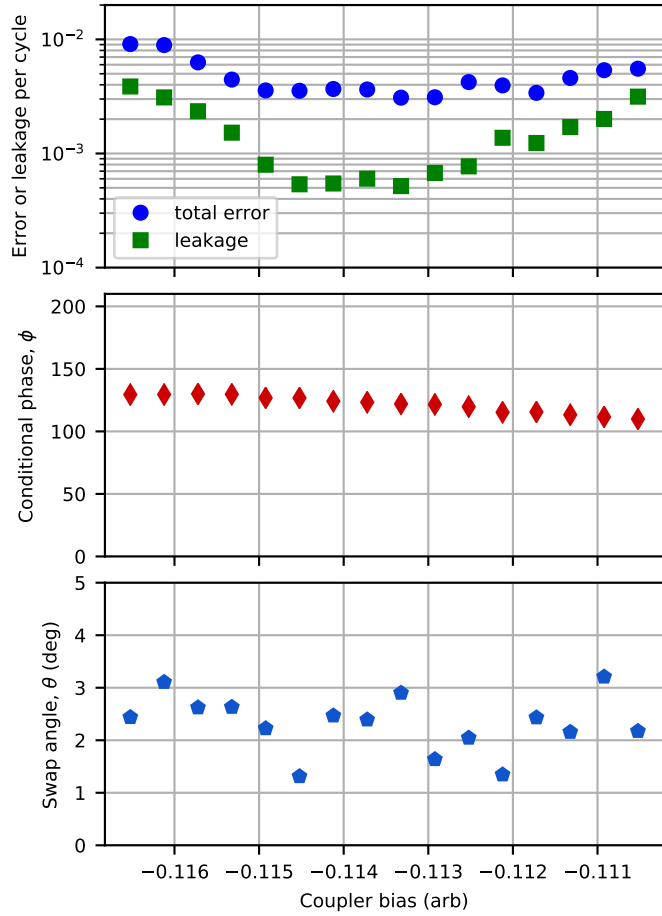 Error or leakage per cycle
10⁻²
10⁻³
10⁻⁴
total error
leakage
Conditional phase, ϕ
200
150
100
50
0
Swap angle, θ (deg)
5
4
3
2
1
0
−0.116 −0.115 −0.114 −0.113 −0.112 −0.111
Coupler bias (arb)